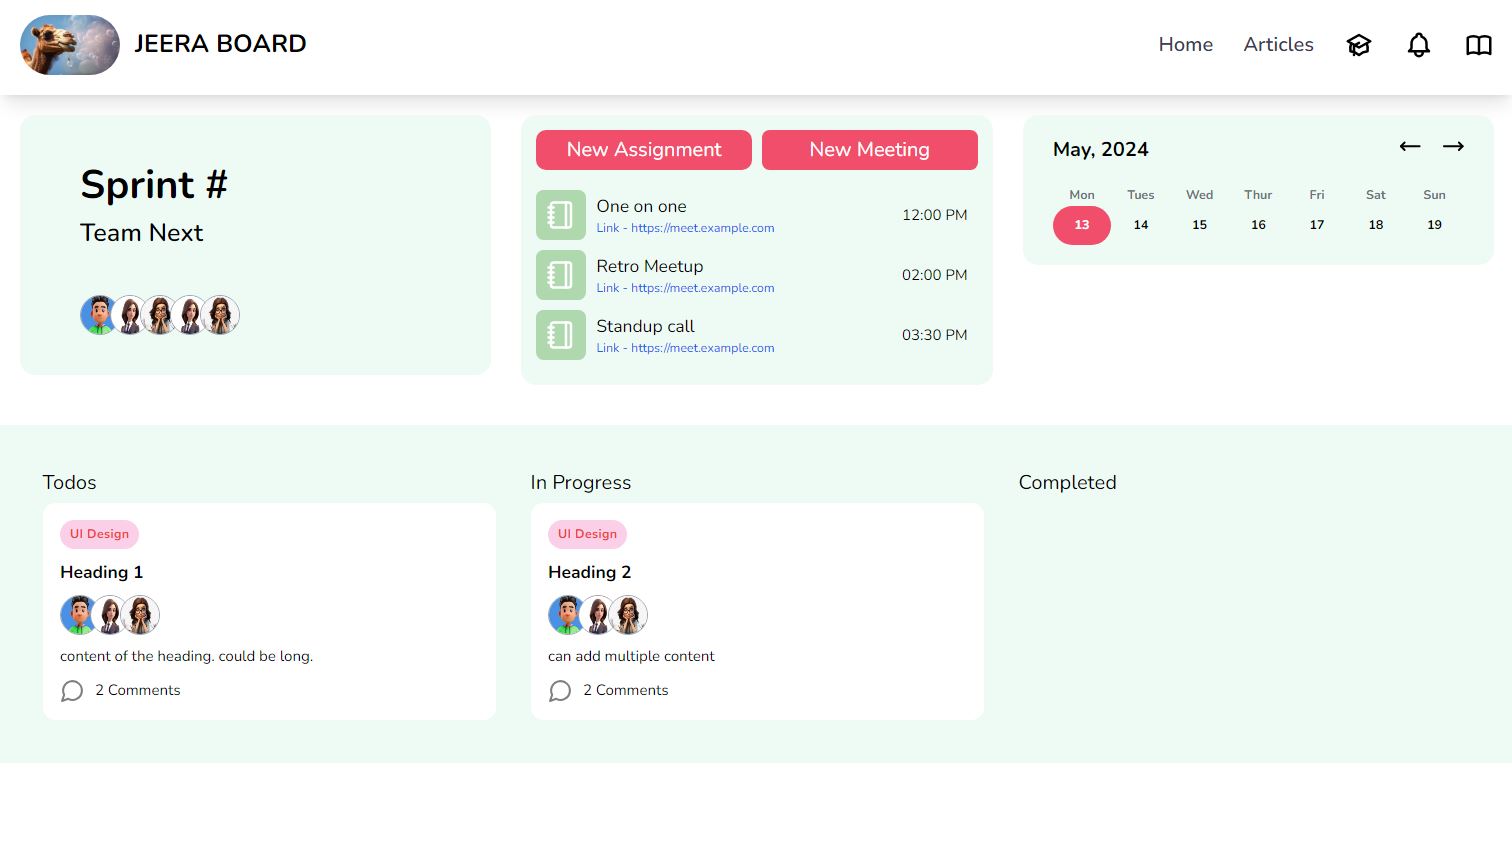 JEERA BOARD
Home Articles
Sprint #
Team Next
New Assignment New Meeting
One on one
Link - https://meet.example.com
12:00 PM
Retro Meetup
Link - https://meet.example.com
02:00 PM
Standup call
Link - https://meet.example.com
03:30 PM
May, 2024
Mon Tues Wed Thur Fri Sat Sun
13 14 15 16 17 18 19
Todos
UI Design
Heading 1
content of the heading. could be long.
2 Comments
In Progress
UI Design
Heading 2
can add multiple content
2 Comments
Completed